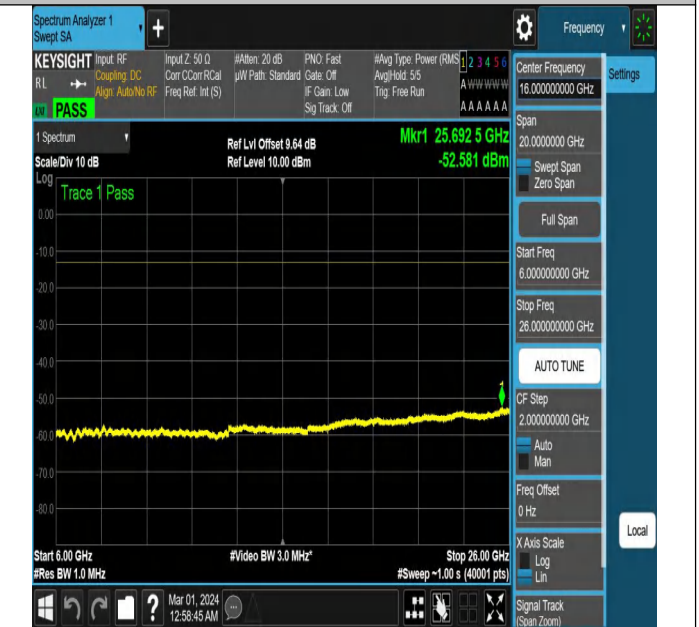 Spectrum Analyzer 1
Swept SA
+
Frequency
KEYSIGHT
RL
PASS
Input: RF
Coupling: DC
Align: Auto/No RF
Input Z: 50 Ω
Corr CCorr RCal
Freq Ref: Int (S)
#Atten: 20 dB
µW Path: Standard
PNO: Fast
Gate: Off
IF Gain: Low
Sig Track: Off
#Avg Type: Power (RMS
Avg|Hold: 5/5
Trig: Free Run
1 2 3 4 5 6
A W W W W W
A A A A A A
1 Spectrum
Scale/Div 10 dB
Ref Lvl Offset 9.64 dB
Ref Level 10.00 dBm
Mkr1 25.692 5 GHz
-52.581 dBm
Log
Trace 1 Pass
0.00
-10.0
-20.0
-30.0
-40.0
-50.0
-60.0
-70.0
-80.0
1
Start 6.00 GHz
#Res BW 1.0 MHz
#Video BW 3.0 MHz*
Stop 26.00 GHz
#Sweep ~1.00 s (40001 pts)
Center Frequency
16.000000000 GHz
Settings
Span
20.0000000 GHz
Swept Span
Zero Span
Full Span
Start Freq
6.000000000 GHz
Stop Freq
26.000000000 GHz
AUTO TUNE
CF Step
2.000000000 GHz
Auto
Man
Freq Offset
0 Hz
X Axis Scale
Log
Lin
Local
Signal Track
(Span Zoom)
?
Mar 01, 2024
12:58:45 AM